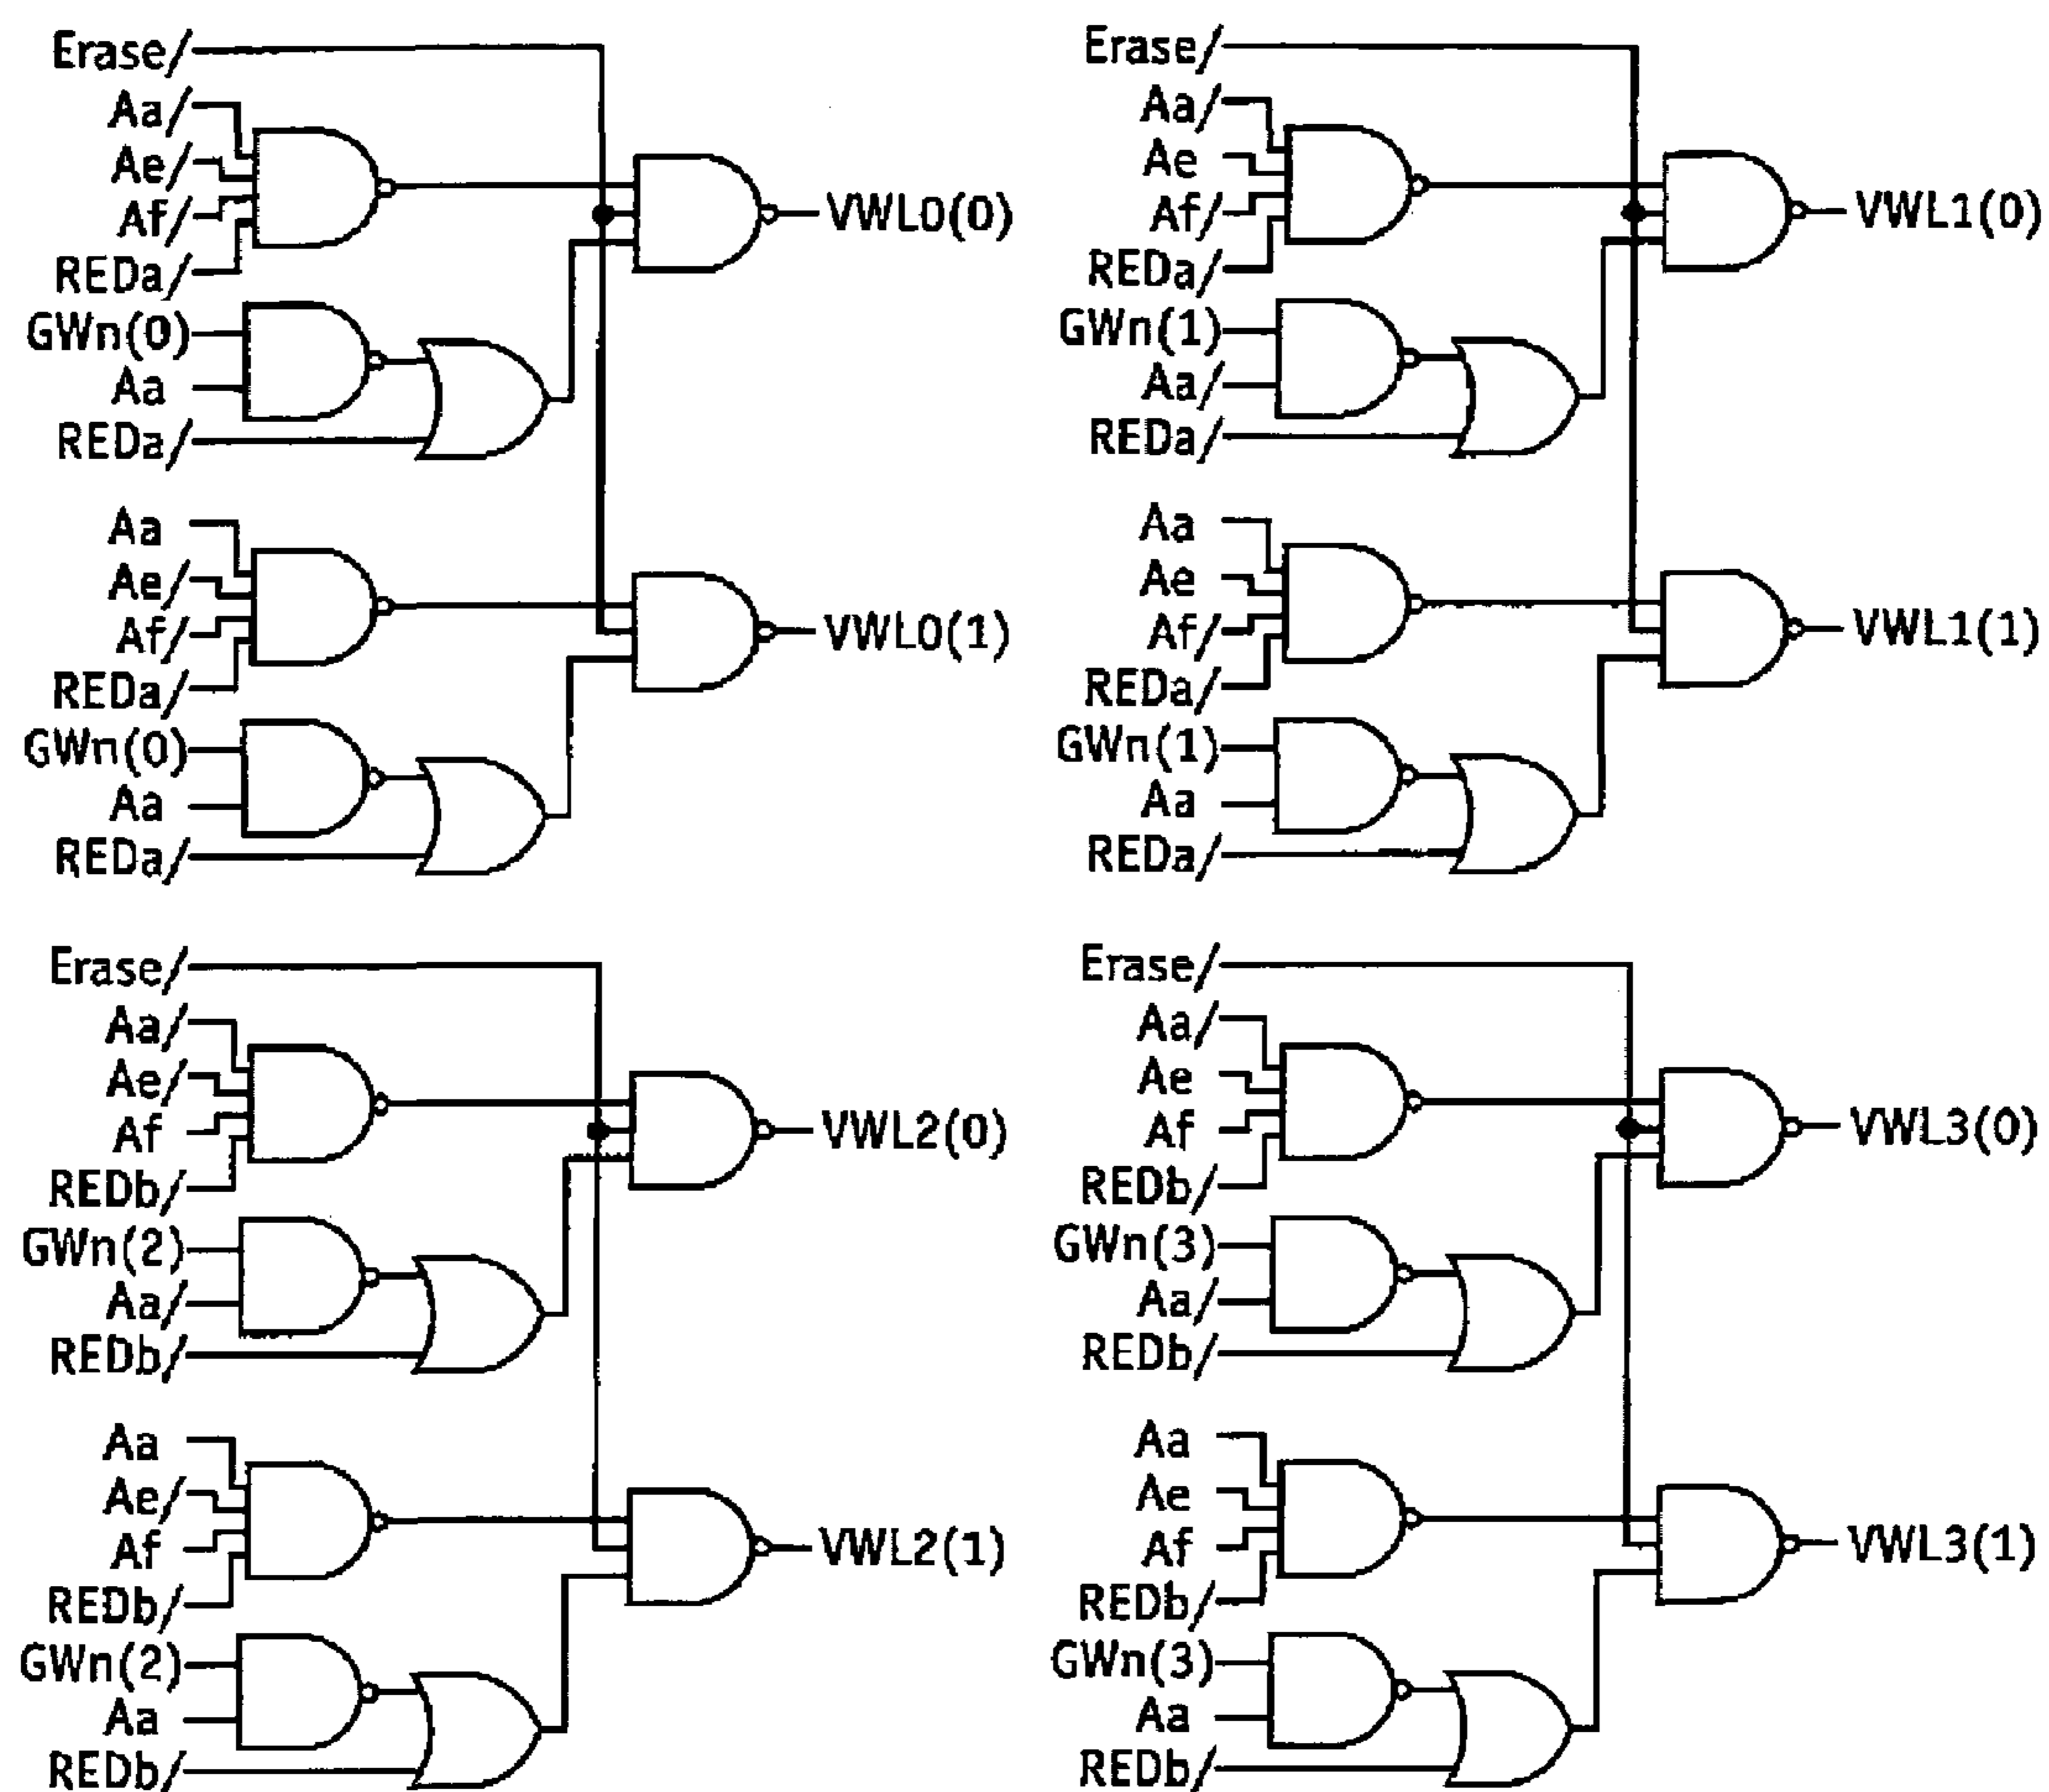 Erase/
Aa/
Ae/
Af/
REDa/
GWn(0)
Aa
REDa/
VWL0(0)
Aa
Ae/
Af/
REDa/
GWn(0)
Aa
REDa/
VWL0(1)
Erase/
Aa/
Ae
Af/
REDa/
GWn(1)
Aa/
REDa/
VWL1(0)
Aa
Ae
Af/
REDa/
GWn(1)
Aa
REDa/
VWL1(1)
Erase/
Aa/
Ae/
Af
REDb/
GWn(2)
Aa/
REDb/
VWL2(0)
Aa
Ae/
Af
REDb/
GWn(2)
Aa
REDb/
VWL2(1)
Erase/
Aa/
Ae
Af
REDb/
GWn(3)
Aa/
REDb/
VWL3(0)
Aa
Ae
Af
REDb/
GWn(3)
Aa
REDb/
VWL3(1)